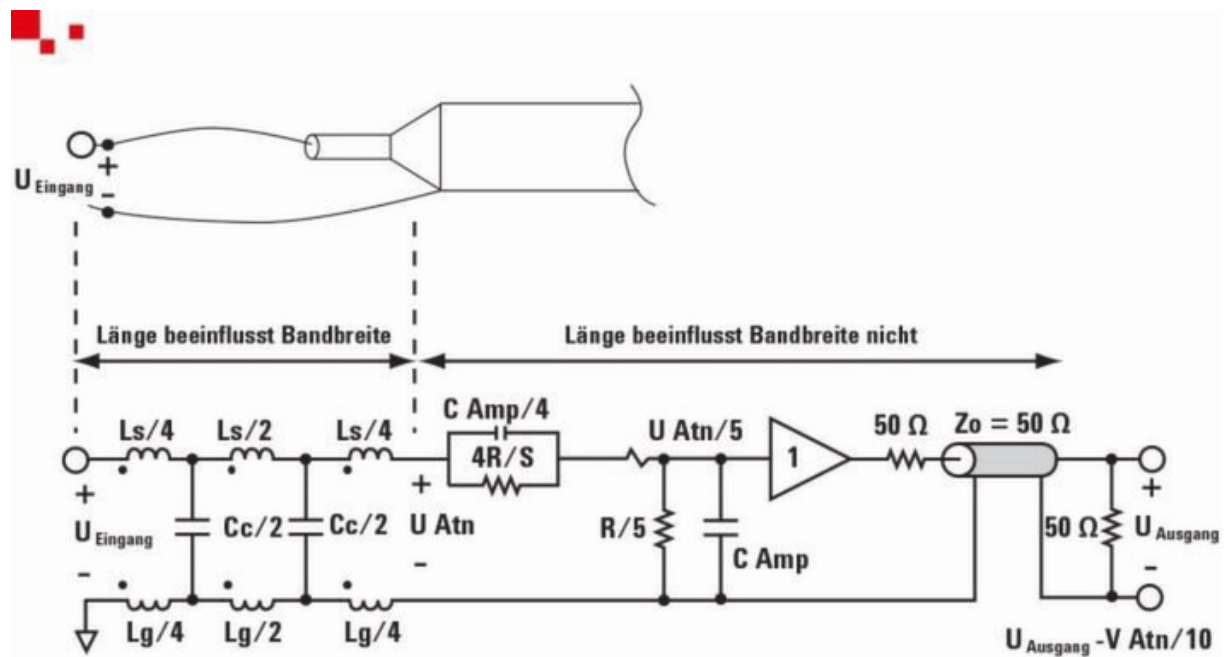 +
U Eingang
-
Länge beeinflusst Bandbreite
Länge beeinflusst Bandbreite nicht
C Amp/4
Ls/4
Ls/2
Ls/4
4R/S
U Atn/5
1
50 Ω
Zo = 50 Ω
+
U Eingang
-
Cc/2
Cc/2
+
U Atn
-
R/5
C Amp
50 Ω
+
U Ausgang
-
Lg/4
Lg/2
Lg/4
U Ausgang -V Atn/10